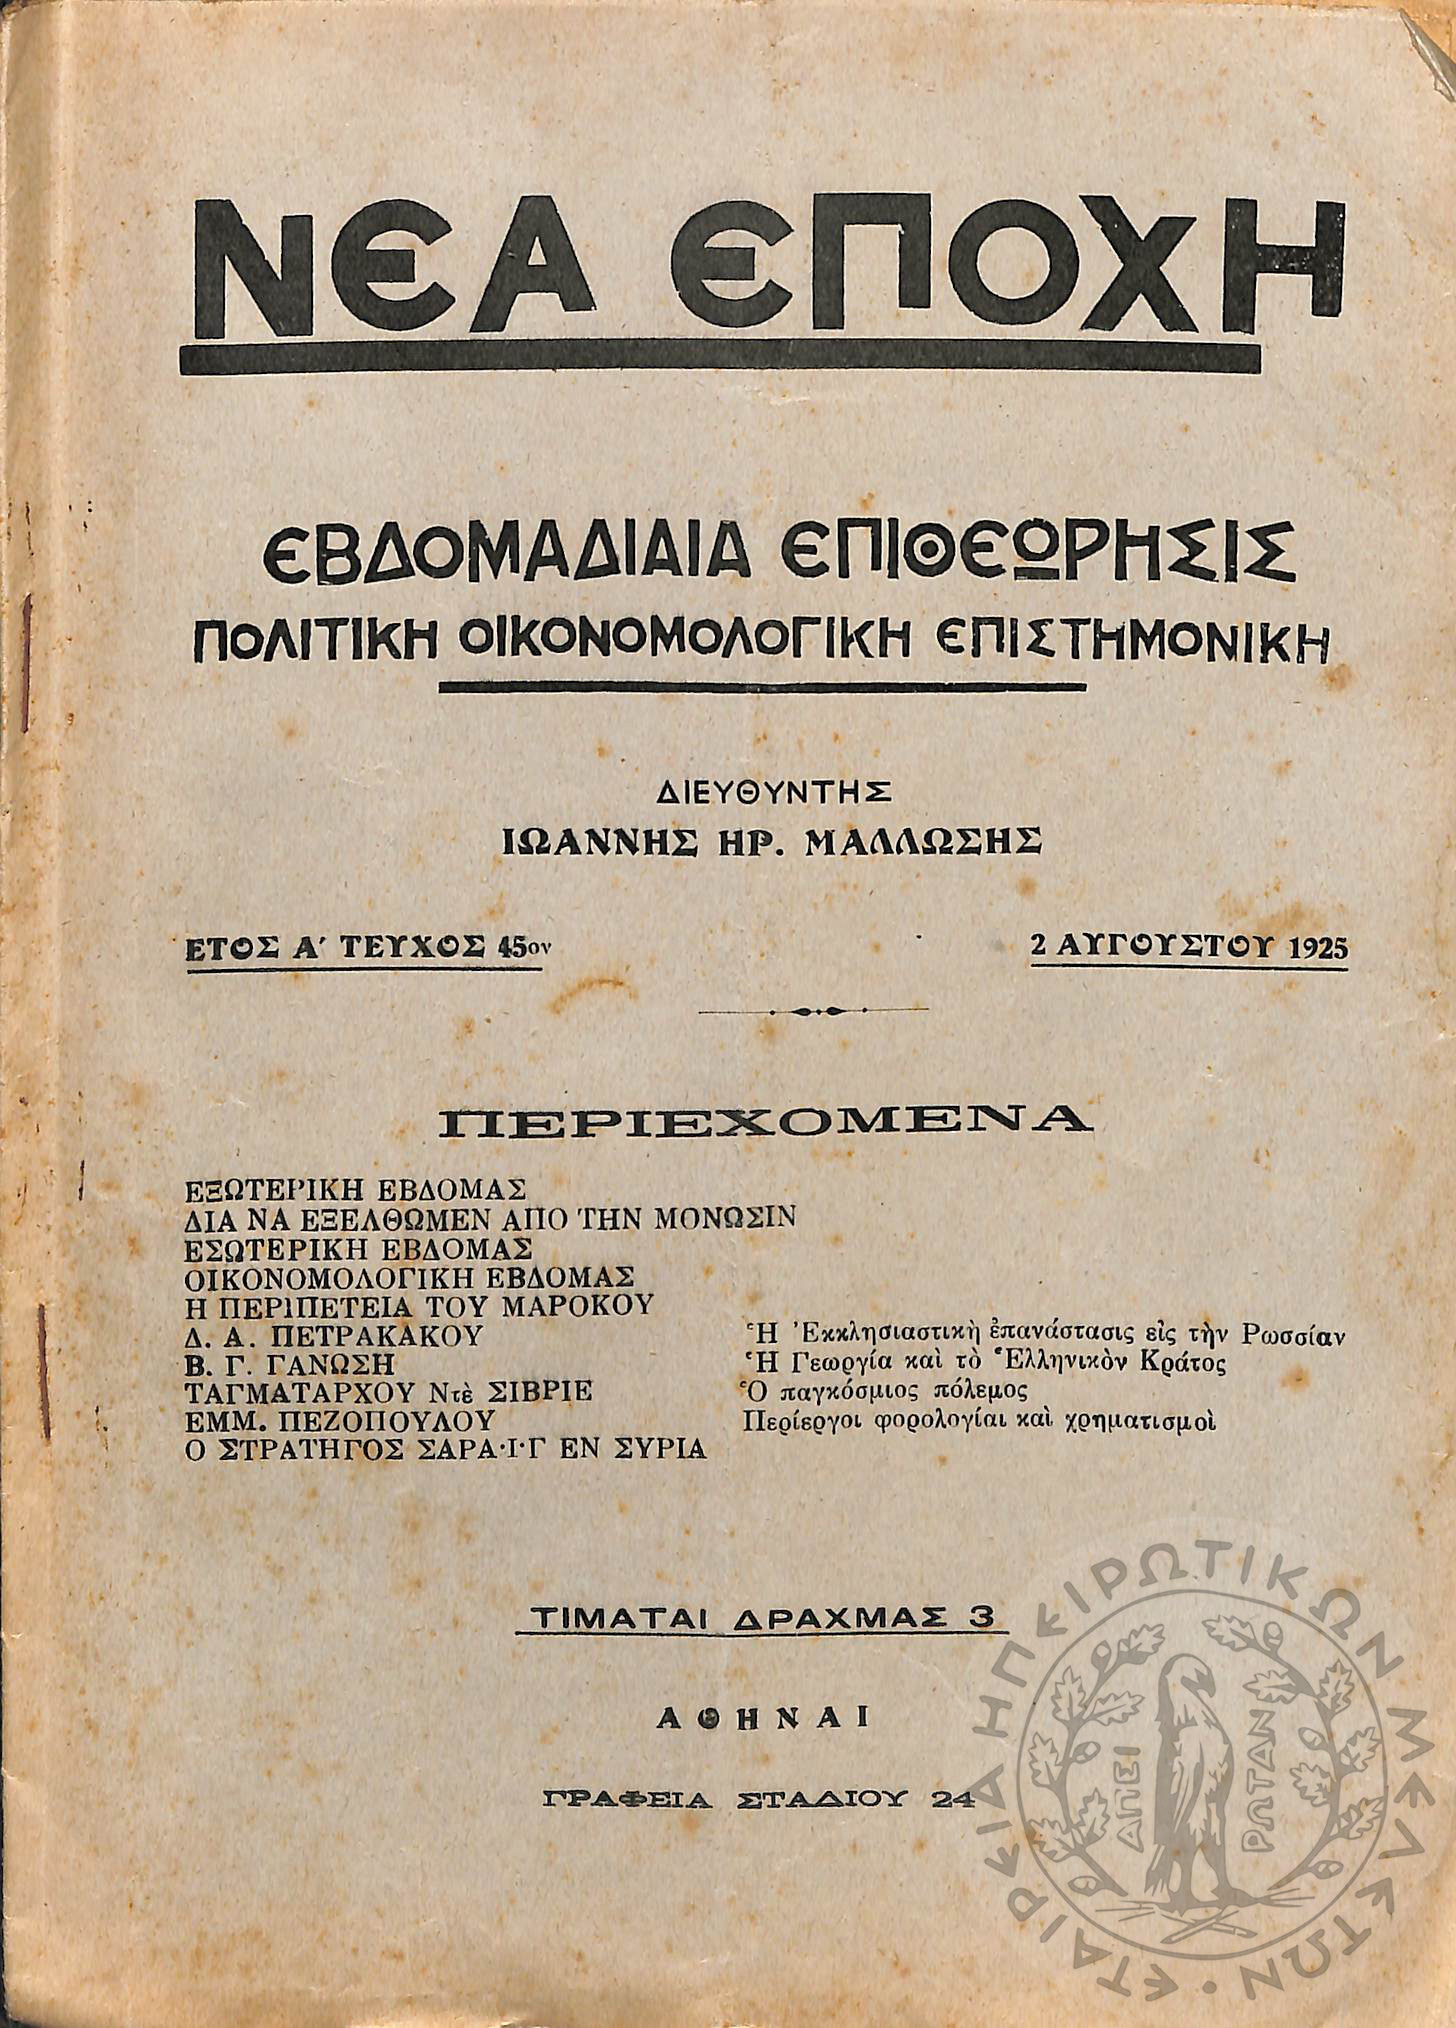 ΝΕΑ ΕΠΟΧΗ
ΕΒΔΟΜΑΔΙΑΙΑ ΕΠΙΘΕΩΡΗΣΙΣ
ΠΟΛΙΤΙΚΗ ΟΙΚΟΝΟΜΟΛΟΓΙΚΗ ΕΠΙΣΤΗΜΟΝΙΚΗ
ΔΙΕΥΘΥΝΤΗΣ
ΙΩΑΝΝΗΣ ΗΡ. ΜΑΛΛΩΣΗΣ
ΕΤΟΣ Α΄ ΤΕΥΧΟΣ 45ον
2 ΑΥΓΟΥΣΤΟΥ 1925
ΠΕΡΙΕΧΟΜΕΝΑ
ΕΞΩΤΕΡΙΚΗ ΕΒΔΟΜΑΣ
ΔΙΑ ΝΑ ΕΞΕΛΘΩΜΕΝ ΑΠΟ ΤΗΝ ΜΟΝΩΣΙΝ
ΕΣΩΤΕΡΙΚΗ ΕΒΔΟΜΑΣ
ΟΙΚΟΝΟΜΟΛΟΓΙΚΗ ΕΒΔΟΜΑΣ
Η ΠΕΡΙΠΕΤΕΙΑ ΤΟΥ ΜΑΡΟΚΟΥ
Δ. Α. ΠΕΤΡΑΚΑΚΟΥ Ἡ Ἐκκλησιαστικὴ ἐπανάστασις εἰς τὴν Ρωσσίαν
Β. Γ. ΓΑΝΩΣΗ Ἡ Γεωργία καὶ τὸ Ἑλληνικὸν Κράτος
ΤΑΓΜΑΤΑΡΧΟΥ Ντὲ ΣΙΒΡΙΕ Ὁ παγκόσμιος πόλεμος
ΕΜΜ. ΠΕΖΟΠΟΥΛΟΥ Περίεργοι φορολογίαι καὶ χρηματισμοὶ
Ο ΣΤΡΑΤΗΓΟΣ ΣΑΡΑ·Ι·Γ ΕΝ ΣΥΡΙΑ
ΤΙΜΑΤΑΙ ΔΡΑΧΜΑΣ 3
ΑΘΗΝΑΙ
ΓΡΑΦΕΙΑ ΣΤΑΔΙΟΥ 24
ΕΤΑΙΡΕΙΑ ΗΠΕΙΡΩΤΙΚΩΝ ΜΕΛΕΤΩΝ ·
ΑΠΕΙ
ΡΩΤΑΝ